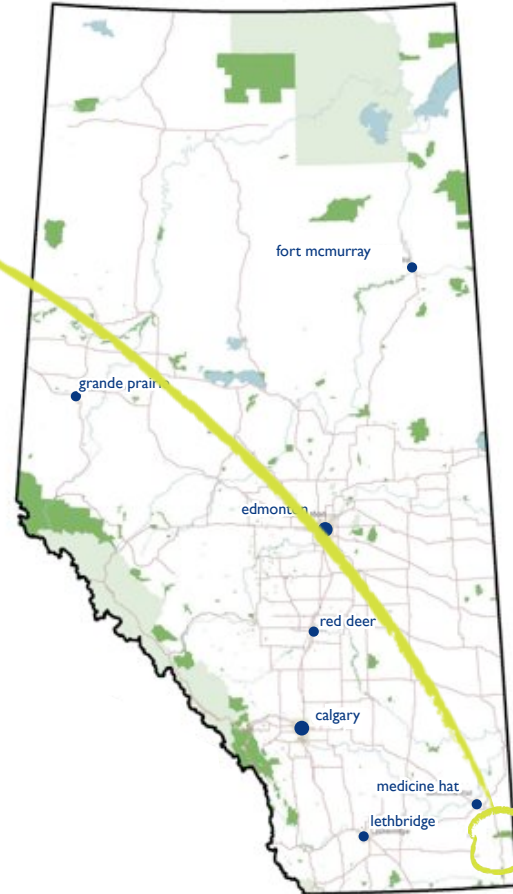 fort mcmurray
grande prairie
edmonton
red deer
calgary
medicine hat
lethbridge